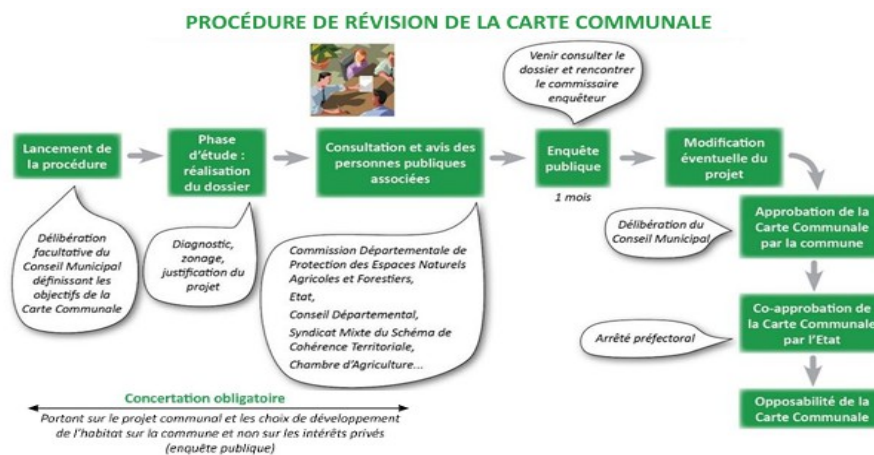 PROCÉDURE DE RÉVISION DE LA CARTE COMMUNALE
Venir consulter le
dossier et rencontrer
le commissaire
enquêteur
Lancement de
la procédure
Phase
d'étude :
réalisation
du dossier
Consultation et avis des
personnes publiques
associées
Enquête
publique
1 mois
Modification
éventuelle du
projet
Délibération
facultative du
Conseil Municipal
définissant les
objectifs de la
Carte Communale
Diagnostic,
zonage,
justification du
projet
Commission Départementale de
Protection des Espaces Naturels
Agricoles et Forestiers,
Etat,
Conseil Départemental,
Syndicat Mixte du Schéma de
Cohérence Territoriale,
Chambre d'Agriculture...
Délibération du
Conseil Municipal
Approbation de la
Carte Communale
par la commune
Arrêté préfectoral
Co-approbation de
la Carte Communale
par l'Etat
Opposabilité de la
Carte Communale
Concertation obligatoire
Portant sur le projet communal et les choix de développement
de l'habitat sur la commune et non sur les intérêts privés
(enquête publique)